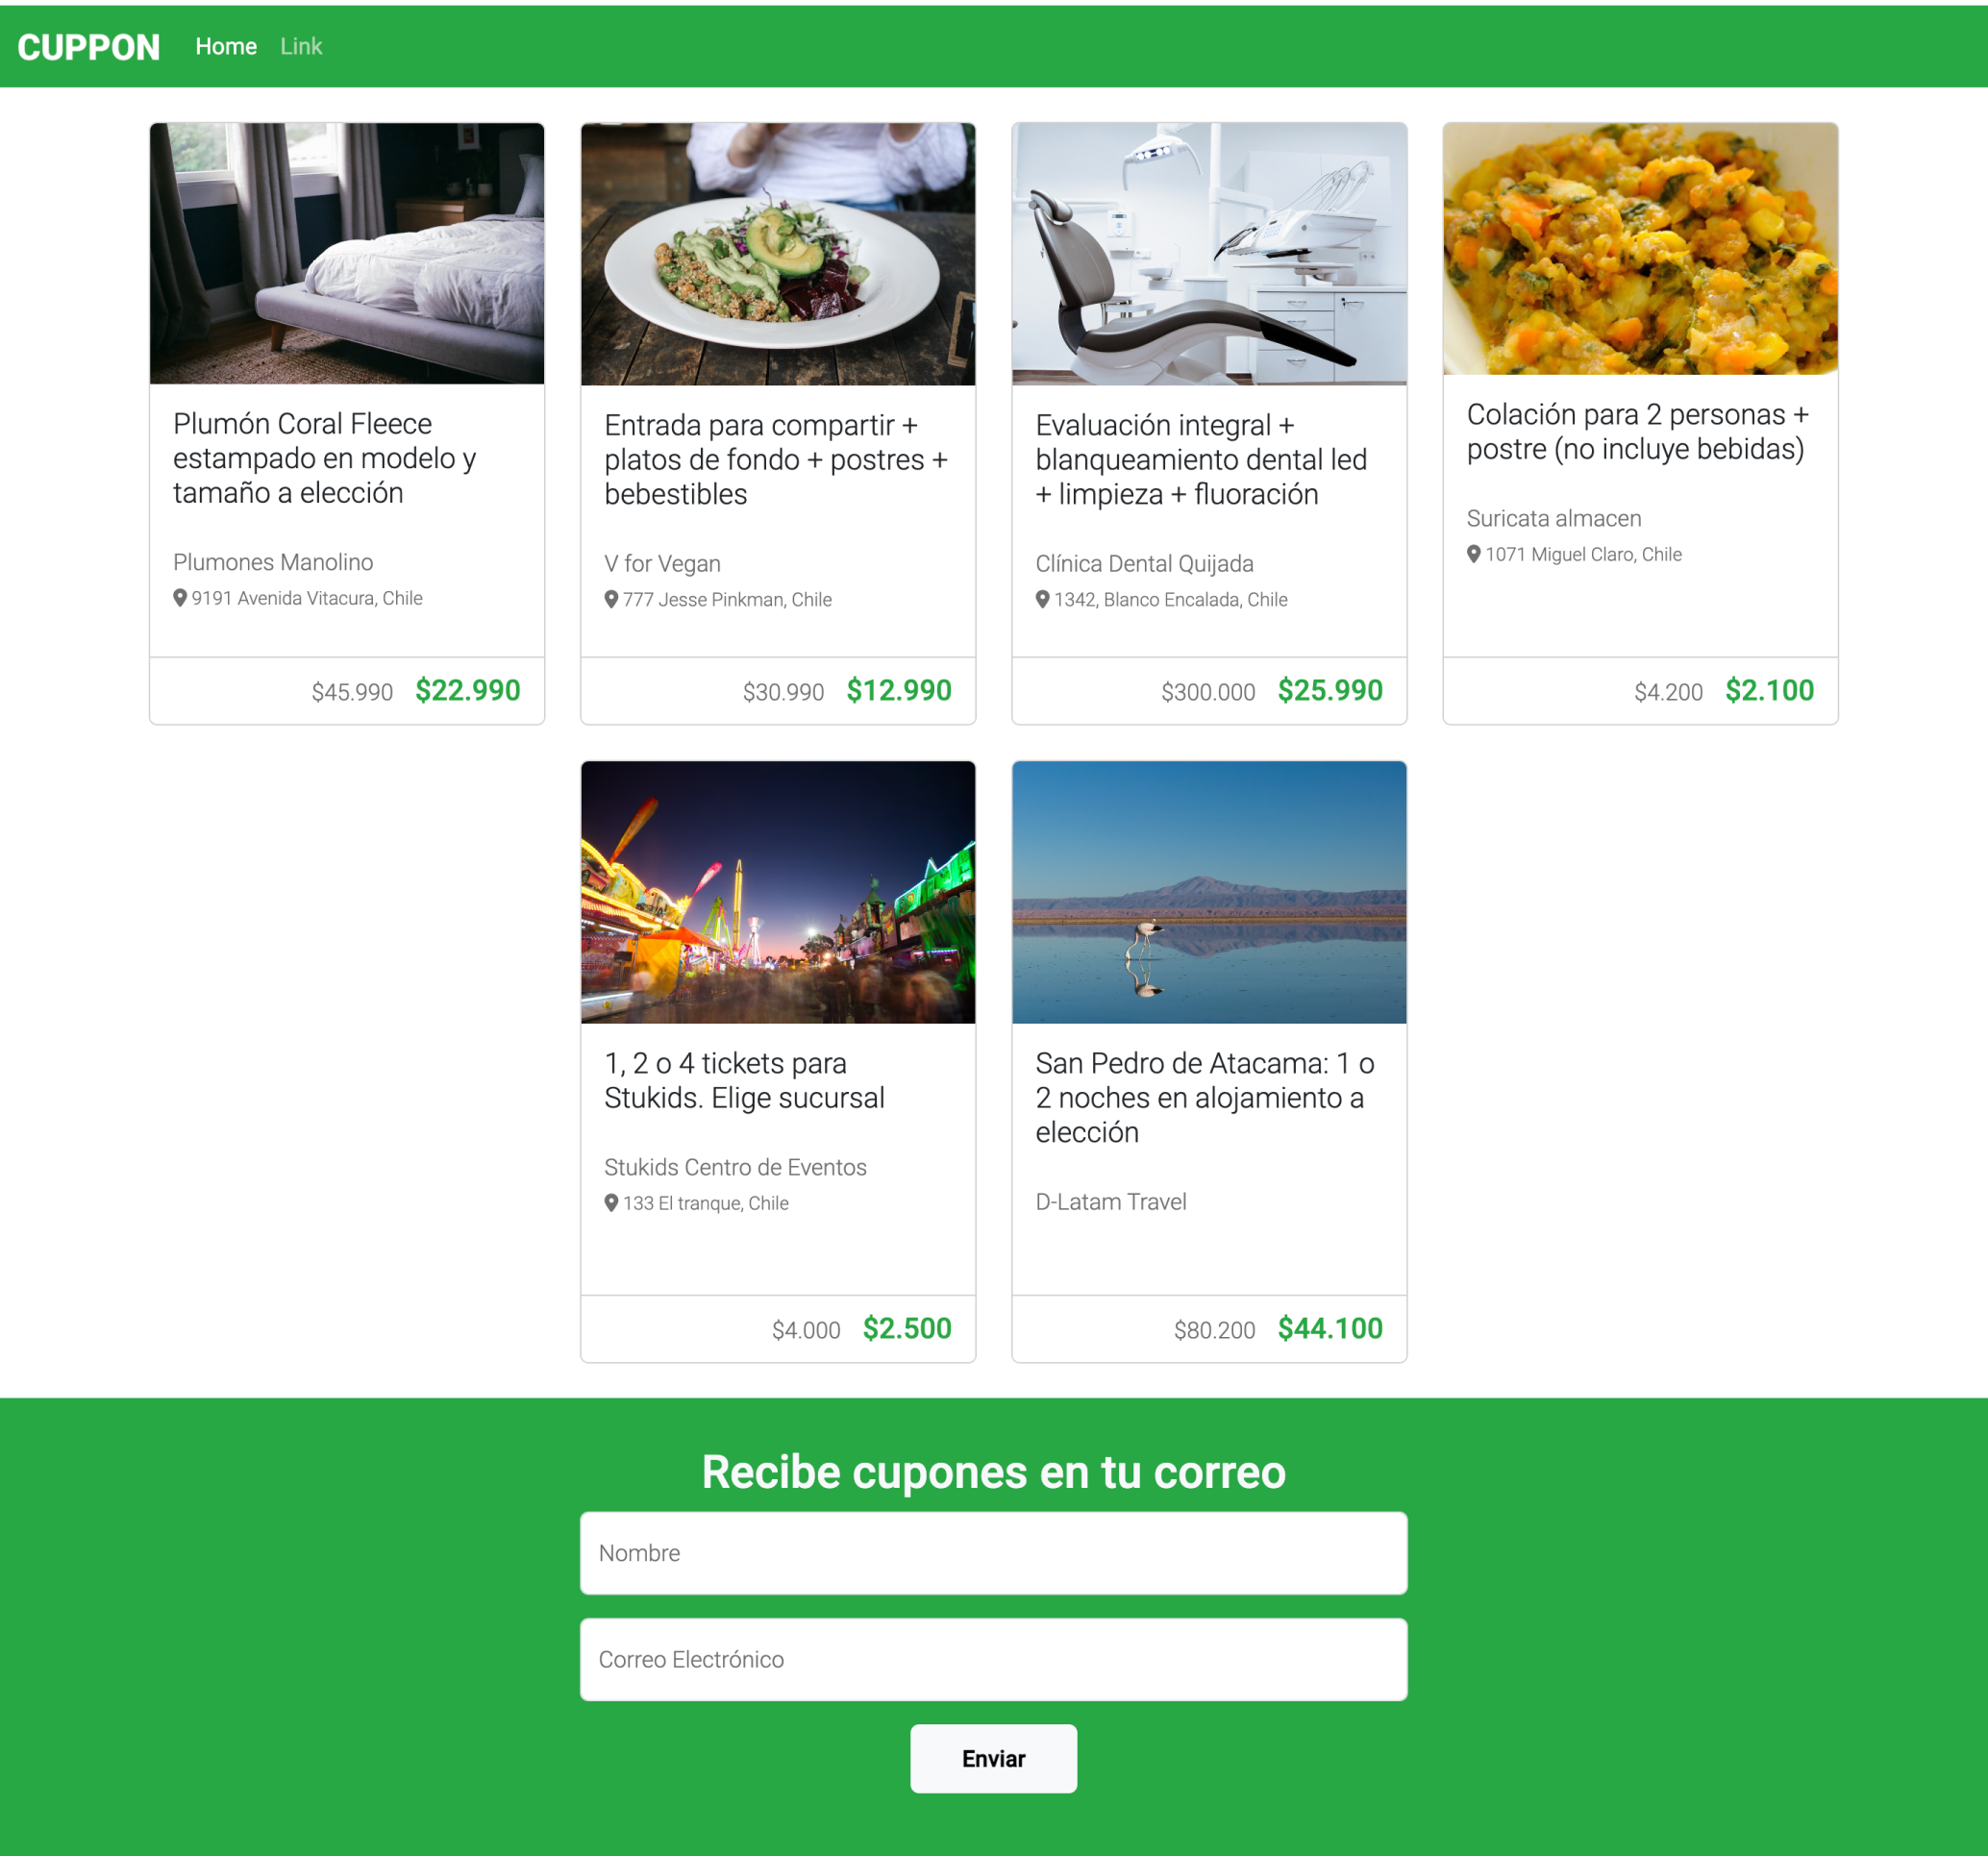 CUPPON
Home Link
Plumón Coral Fleece
estampado en modelo y
tamaño a elección
Plumones Manolino
9191 Avenida Vitacura, Chile
$45.990 $22.990
Entrada para compartir +
platos de fondo + postres +
bebestibles
V for Vegan
777 Jesse Pinkman, Chile
$30.990 $12.990
Evaluación integral +
blanqueamiento dental led
+ limpieza + fluoración
Clínica Dental Quijada
1342, Blanco Encalada, Chile
$300.000 $25.990
Colación para 2 personas +
postre (no incluye bebidas)
Suricata almacen
1071 Miguel Claro, Chile
$4.200 $2.100
1, 2 o 4 tickets para
Stukids. Elige sucursal
Stukids Centro de Eventos
133 El tranque, Chile
$4.000 $2.500
San Pedro de Atacama: 1 o
2 noches en alojamiento a
elección
D-Latam Travel
$80.200 $44.100
Recibe cupones en tu correo
Nombre
Correo Electrónico
Enviar